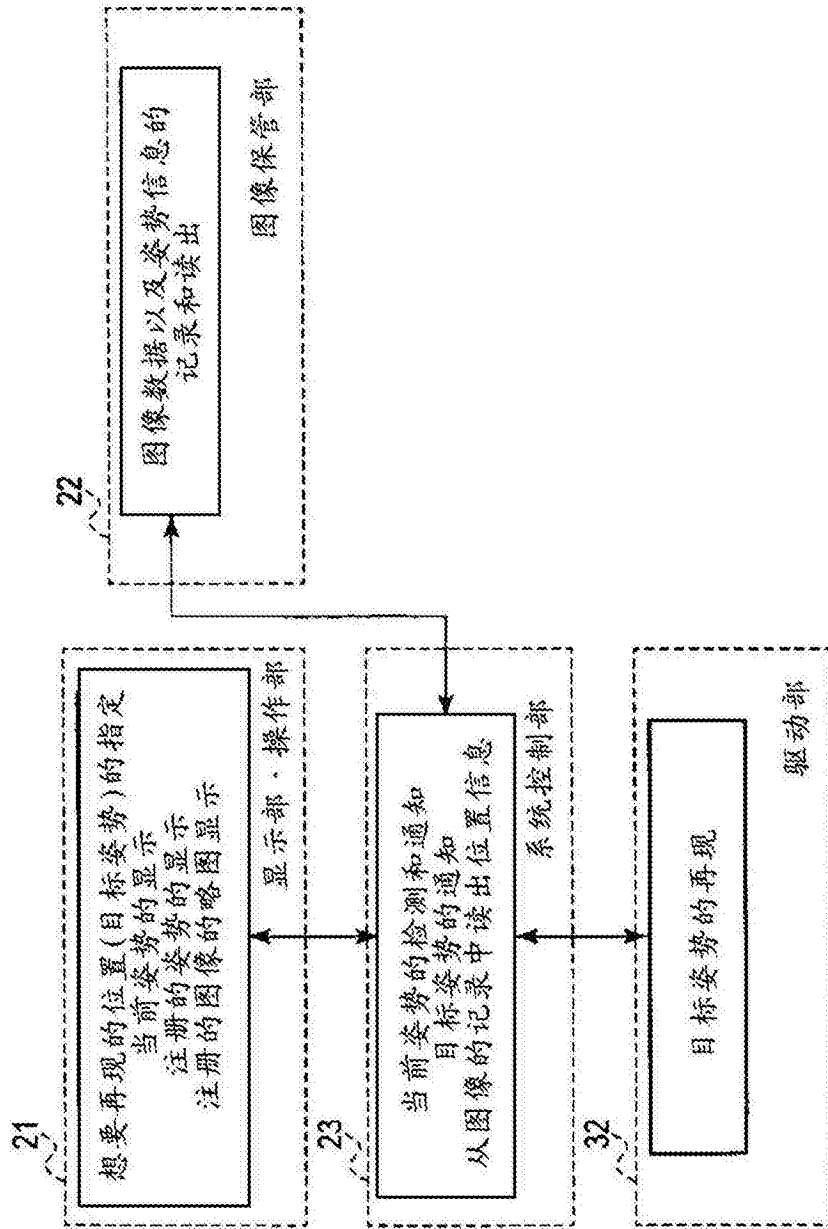 21
想要再现的位置(目标姿势)的指定
当前姿势的显示
注册的姿势的显示
注册的图像的略图显示
显示部·操作部
22
图像数据以及姿势信息的
记录和读出
图像保管部
23
当前姿势的检测和通知
目标姿势的通知
从图像的记录中读出位置信息
系统控制部
32
目标姿势的再现
驱动部